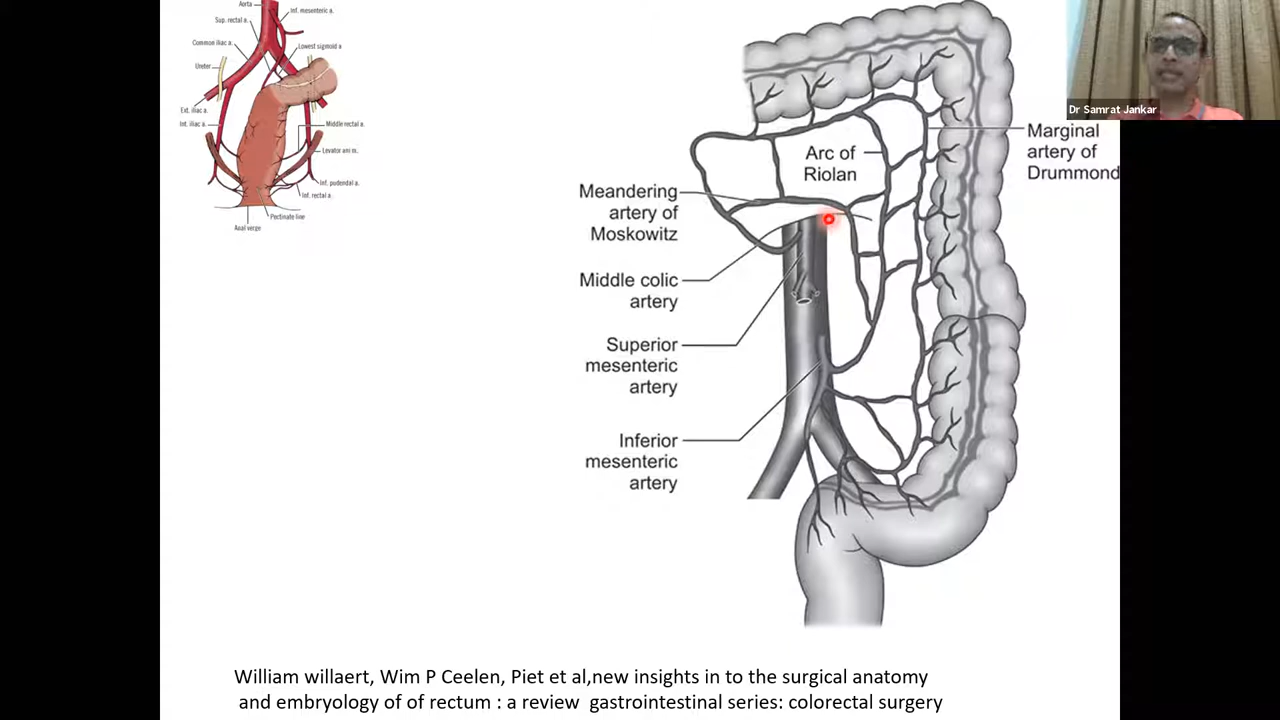 Aorta
Inf. mesenteric a.
Sup. rectal a.
Common iliac a.
Lowest sigmoid a
Ureter
Ext. iliac a.
Int. iliac a.
Middle rectal a.
Levator ani m.
Inf. pudendal a.
Inf. rectal a
Pectinate line
Anal verge
Dr Samrat Jankar
Marginal
artery of
Drummond
Arc of
Riolan
Meandering
artery of
Moskowitz
Middle colic
artery
Superior
mesenteric
artery
Inferior
mesenteric
artery
William willaert, Wim P Ceelen, Piet et al,new insights in to the surgical anatomy
and embryology of of rectum : a review gastrointestinal series: colorectal surgery